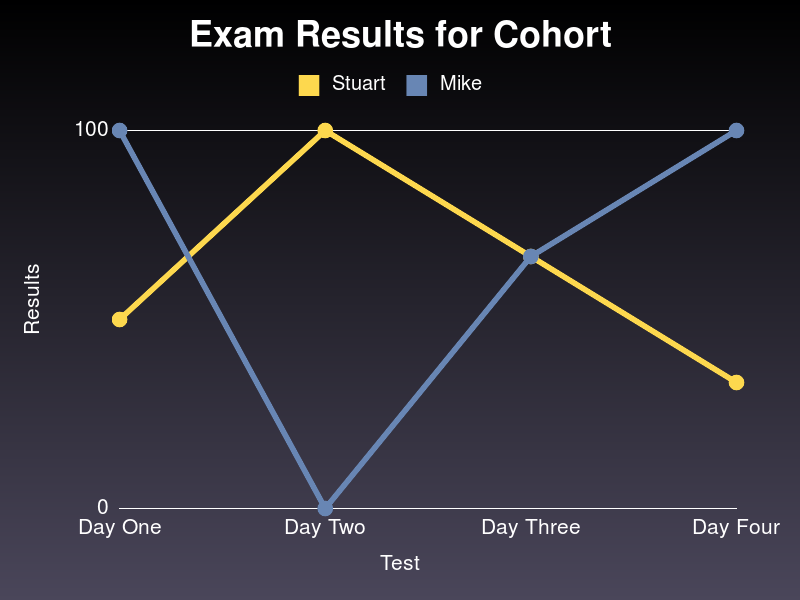 Exam Results for Cohort
Stuart Mike
100
Results
0
Day One Day Two Day Three Day Four
Test